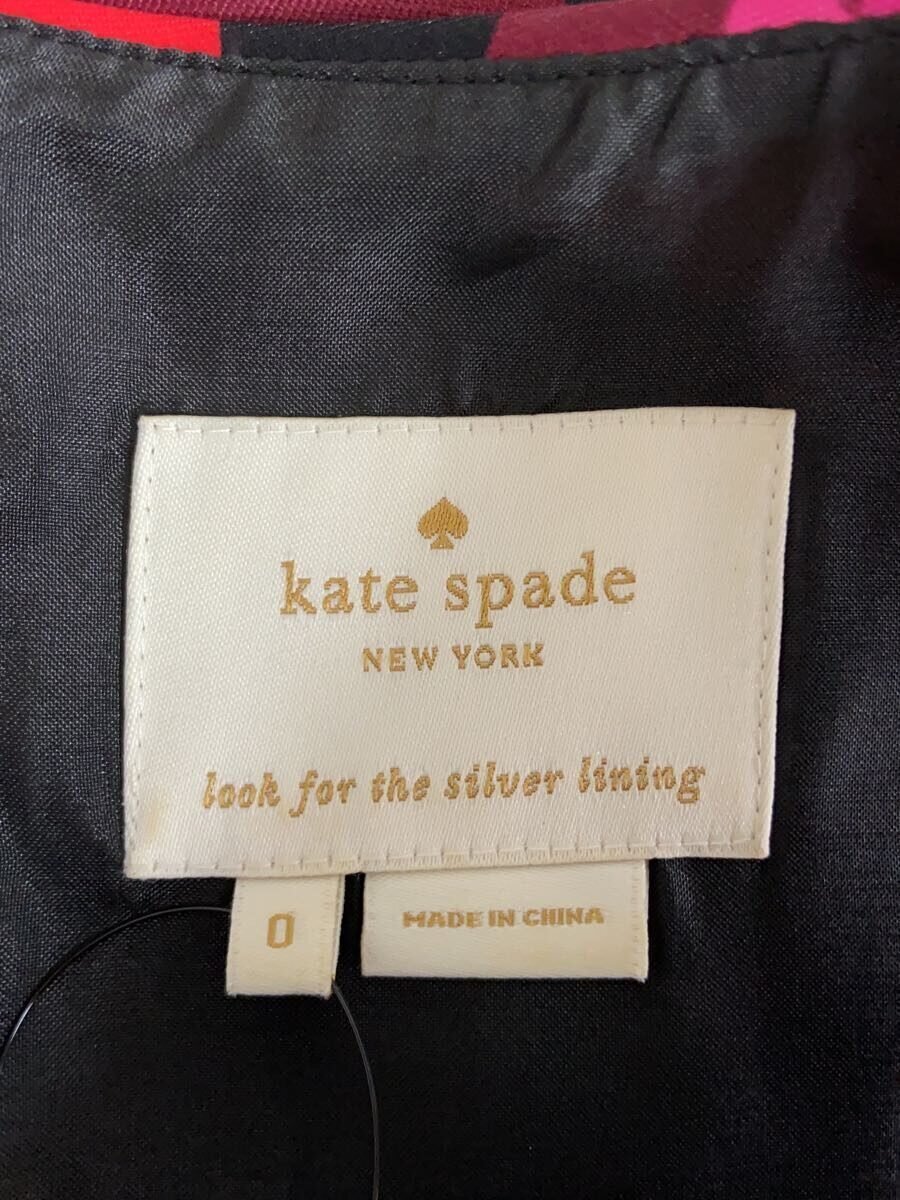 kate spade
NEW YORK
look for the silver lining
0
MADE IN CHINA